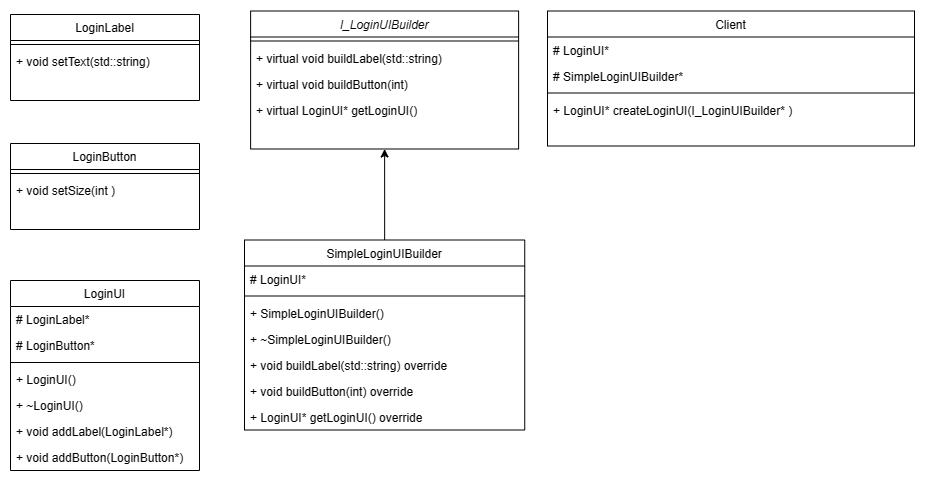 LoginLabel
+ void setText(std::string)
LoginButton
+ void setSize(int )
LoginUI
# LoginLabel*
# LoginButton*
+ LoginUI()
+ ~LoginUI()
+ void addLabel(LoginLabel*)
+ void addButton(LoginButton*)
I_LoginUIBuilder
+ virtual void buildLabel(std::string)
+ virtual void buildButton(int)
+ virtual LoginUI* getLoginUI()
SimpleLoginUIBuilder
# LoginUI*
+ SimpleLoginUIBuilder()
+ ~SimpleLoginUIBuilder()
+ void buildLabel(std::string) override
+ void buildButton(int) override
+ LoginUI* getLoginUI() override
Client
# LoginUI*
# SimpleLoginUIBuilder*
+ LoginUI* createLoginUI(I_LoginUIBuilder* )